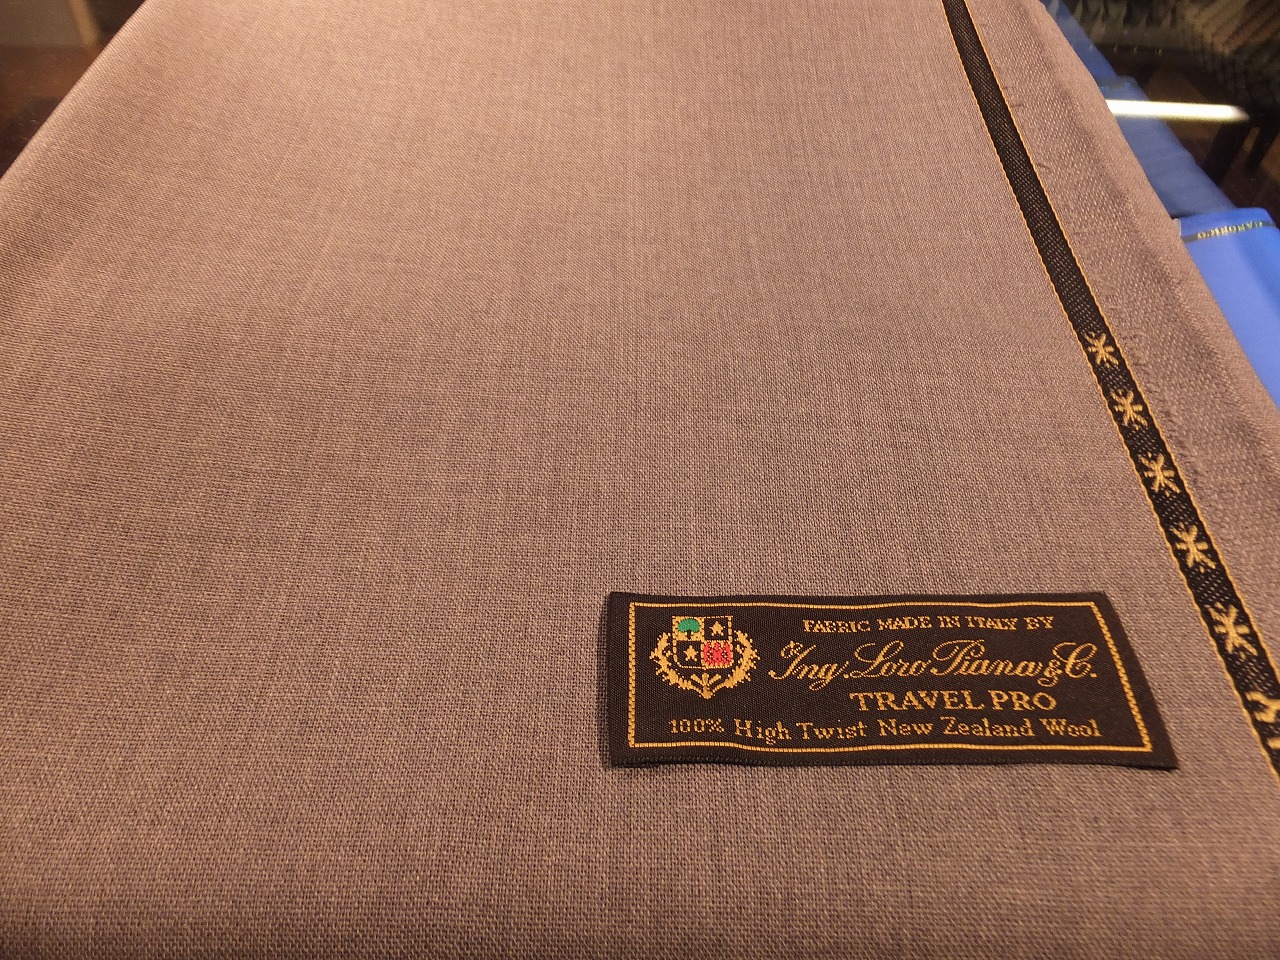 FABRIC MADE IN ITALY BY
Ing. Loro Piana & C.
TRAVEL PRO
100% High Twist New Zealand Wool